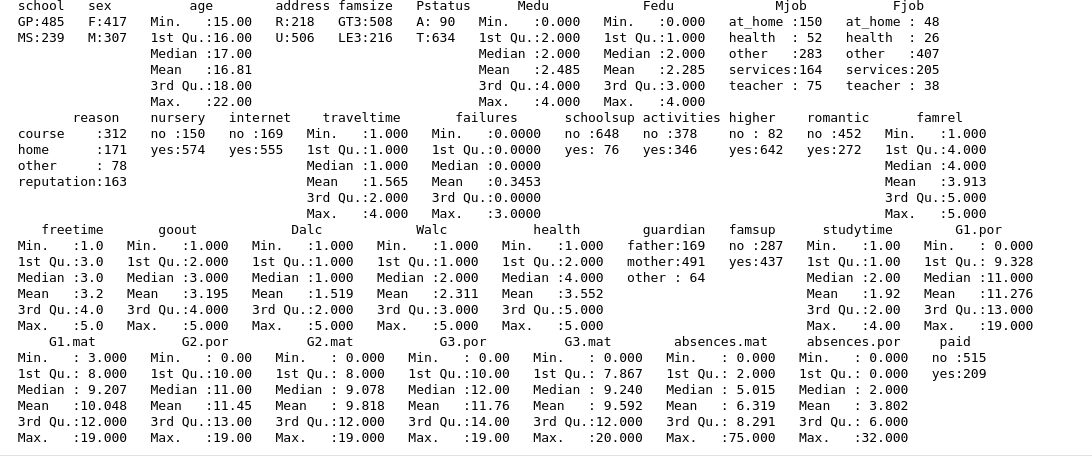 school   sex          age        address famsize   Pstatus      Medu            Fedu             Mjob           Fjob
GP:485   F:417   Min.   :15.00   R:218   GT3:508   A: 90   Min.   :0.000   Min.   :0.000   at_home :150   at_home : 48
MS:239   M:307   1st Qu.:16.00   U:506   LE3:216   T:634   1st Qu.:2.000   1st Qu.:1.000   health  : 52   health  : 26
                 Median :17.00                             Median :2.000   Median :2.000   other   :283   other   :407
                 Mean   :16.81                             Mean   :2.485   Mean   :2.285   services:164   services:205
                 3rd Qu.:18.00                             3rd Qu.:4.000   3rd Qu.:3.000   teacher : 75   teacher : 38
                 Max.   :22.00                             Max.   :4.000   Max.   :4.000
       reason    nursery   internet    traveltime       failures      schoolsup activities higher    romantic      famrel
course    :312   no :150   no :169   Min.   :1.000   Min.   :0.0000   no :648   no :378    no : 82   no :452   Min.   :1.000
home      :171   yes:574   yes:555   1st Qu.:1.000   1st Qu.:0.0000   yes: 76   yes:346    yes:642   yes:272   1st Qu.:4.000
other     : 78                       Median :1.000   Median :0.0000                                            Median :4.000
reputation:163                       Mean   :1.565   Mean   :0.3453                                            Mean   :3.913
                                     3rd Qu.:2.000   3rd Qu.:0.0000                                            3rd Qu.:5.000
                                     Max.   :4.000   Max.   :3.0000                                            Max.   :5.000
   freetime       goout            Dalc            Walc           health        guardian   famsup      studytime        G1.por
Min.   :1.0   Min.   :1.000   Min.   :1.000   Min.   :1.000   Min.   :1.000   father:169   no :287   Min.   :1.00   Min.   : 0.000
1st Qu.:3.0   1st Qu.:2.000   1st Qu.:1.000   1st Qu.:1.000   1st Qu.:2.000   mother:491   yes:437   1st Qu.:1.00   1st Qu.: 9.328
Median :3.0   Median :3.000   Median :1.000   Median :2.000   Median :4.000   other : 64             Median :2.00   Median :11.000
Mean   :3.2   Mean   :3.195   Mean   :1.519   Mean   :2.311   Mean   :3.552                          Mean   :1.92   Mean   :11.276
3rd Qu.:4.0   3rd Qu.:4.000   3rd Qu.:2.000   3rd Qu.:3.000   3rd Qu.:5.000                          3rd Qu.:2.00   3rd Qu.:13.000
Max.   :5.0   Max.   :5.000   Max.   :5.000   Max.   :5.000   Max.   :5.000                          Max.   :4.00   Max.   :19.000
    G1.mat           G2.por          G2.mat           G3.por          G3.mat        absences.mat     absences.por     paid
Min.   : 3.000   Min.   : 0.00   Min.   : 0.000   Min.   : 0.00   Min.   : 0.000   Min.   : 0.000   Min.   : 0.000   no :515
1st Qu.: 8.000   1st Qu.:10.00   1st Qu.: 8.000   1st Qu.:10.00   1st Qu.: 7.867   1st Qu.: 2.000   1st Qu.: 0.000   yes:209
Median : 9.207   Median :11.00   Median : 9.078   Median :12.00   Median : 9.240   Median : 5.015   Median : 2.000
Mean   :10.048   Mean   :11.45   Mean   : 9.818   Mean   :11.76   Mean   : 9.592   Mean   : 6.319   Mean   : 3.802
3rd Qu.:12.000   3rd Qu.:13.00   3rd Qu.:12.000   3rd Qu.:14.00   3rd Qu.:12.000   3rd Qu.: 8.291   3rd Qu.: 6.000
Max.   :19.000   Max.   :19.00   Max.   :19.000   Max.   :19.00   Max.   :20.000   Max.   :75.000   Max.   :32.000